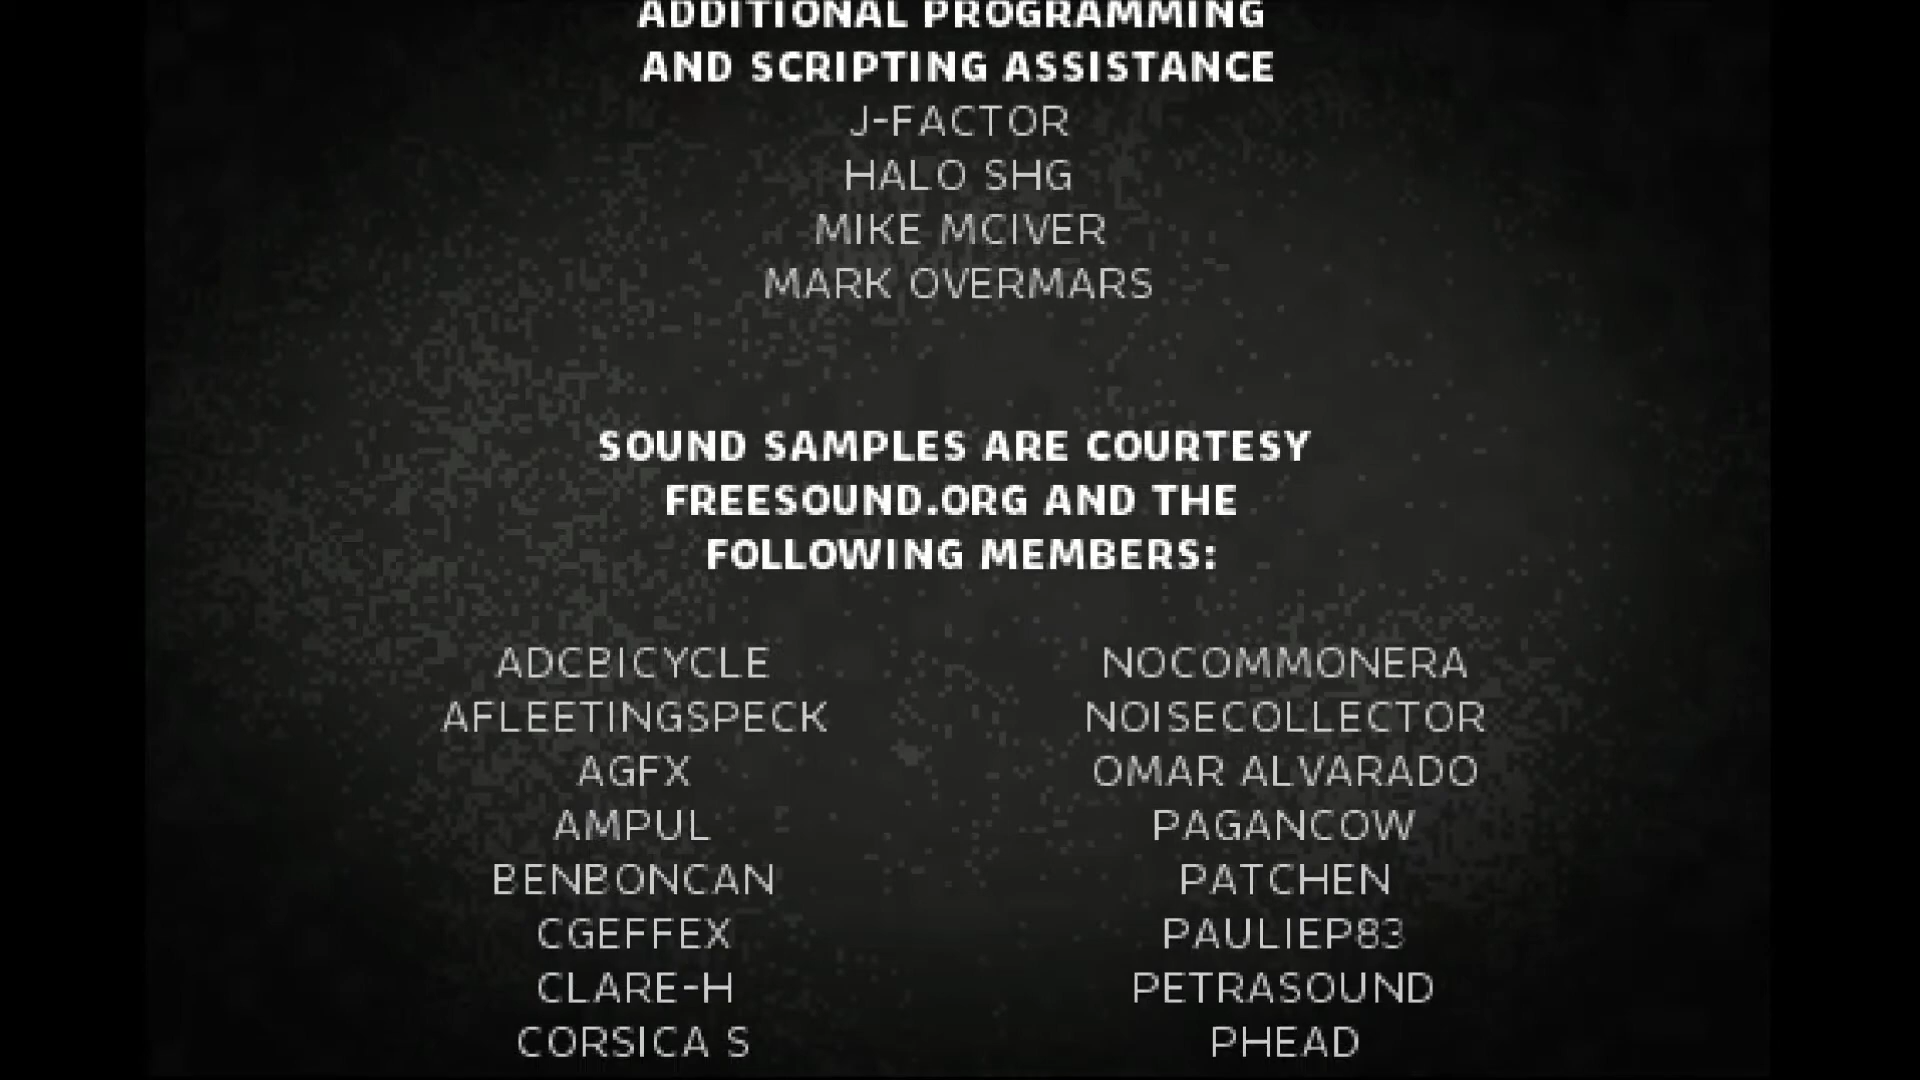 ADDITIONAL PROGRAMMING
AND SCRIPTING ASSISTANCE
J-FACTOR
HALO SHG
MIKE MCIVER
MARK OVERMARS
SOUND SAMPLES ARE COURTESY
FREESOUND.ORG AND THE
FOLLOWING MEMBERS:
ADCBICYCLE
AFLEETINGSPECK
AGFX
AMPUL
BENBONCAN
CGEFFEX
CLARE-H
CORSICA S
NOCOMMONERA
NOISECOLLECTOR
OMAR ALVARADO
PAGANCOW
PATCHEN
PAULIEP83
PETRASOUND
PHEAD